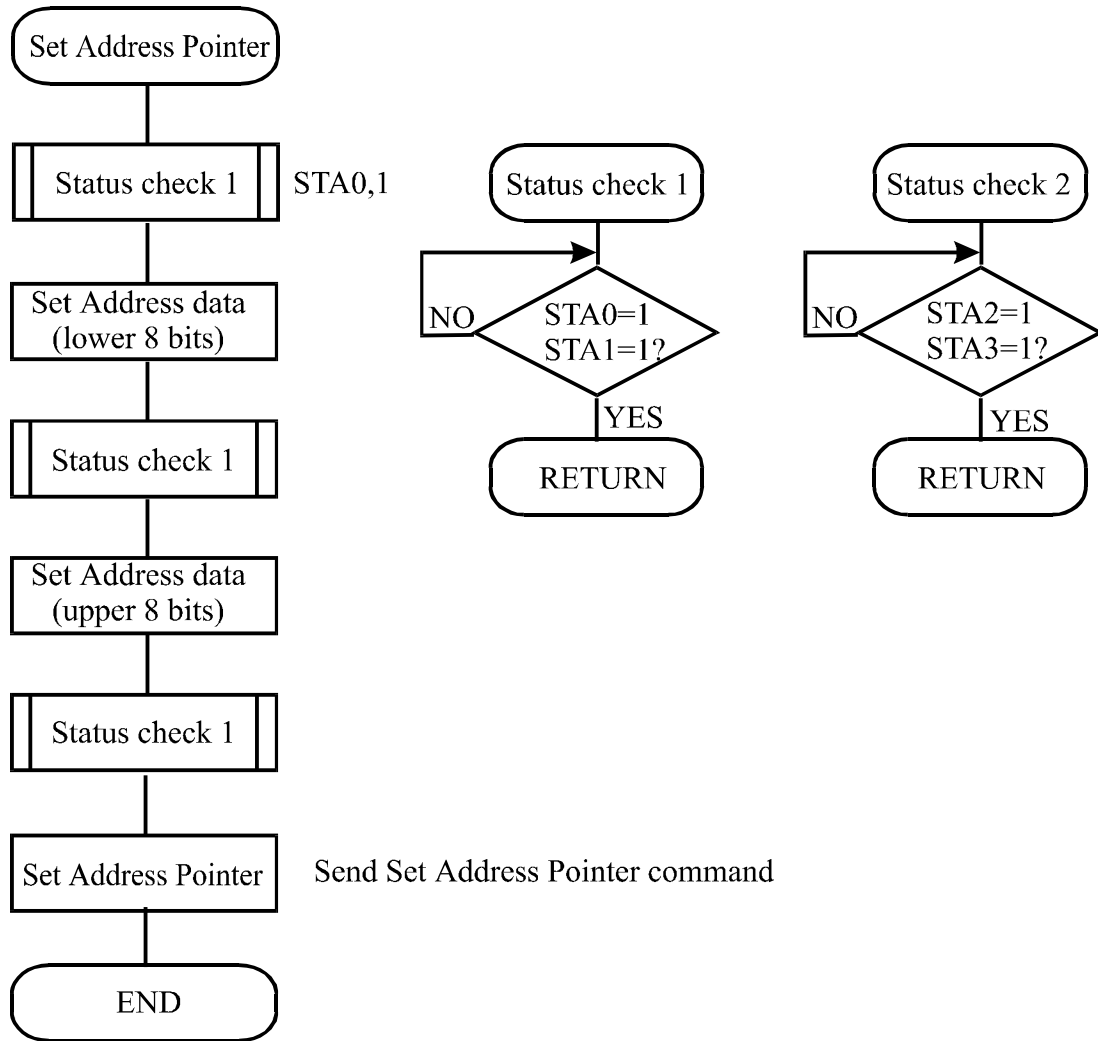 Set Address Pointer
Status check 1
STA0,1
Set Address data
(lower 8 bits)
Status check 1
Set Address data
(upper 8 bits)
Status check 1
Set Address Pointer
Send Set Address Pointer command
END
Status check 1
NO
STA0=1
STA1=1?
YES
RETURN
Status check 2
NO
STA2=1
STA3=1?
YES
RETURN